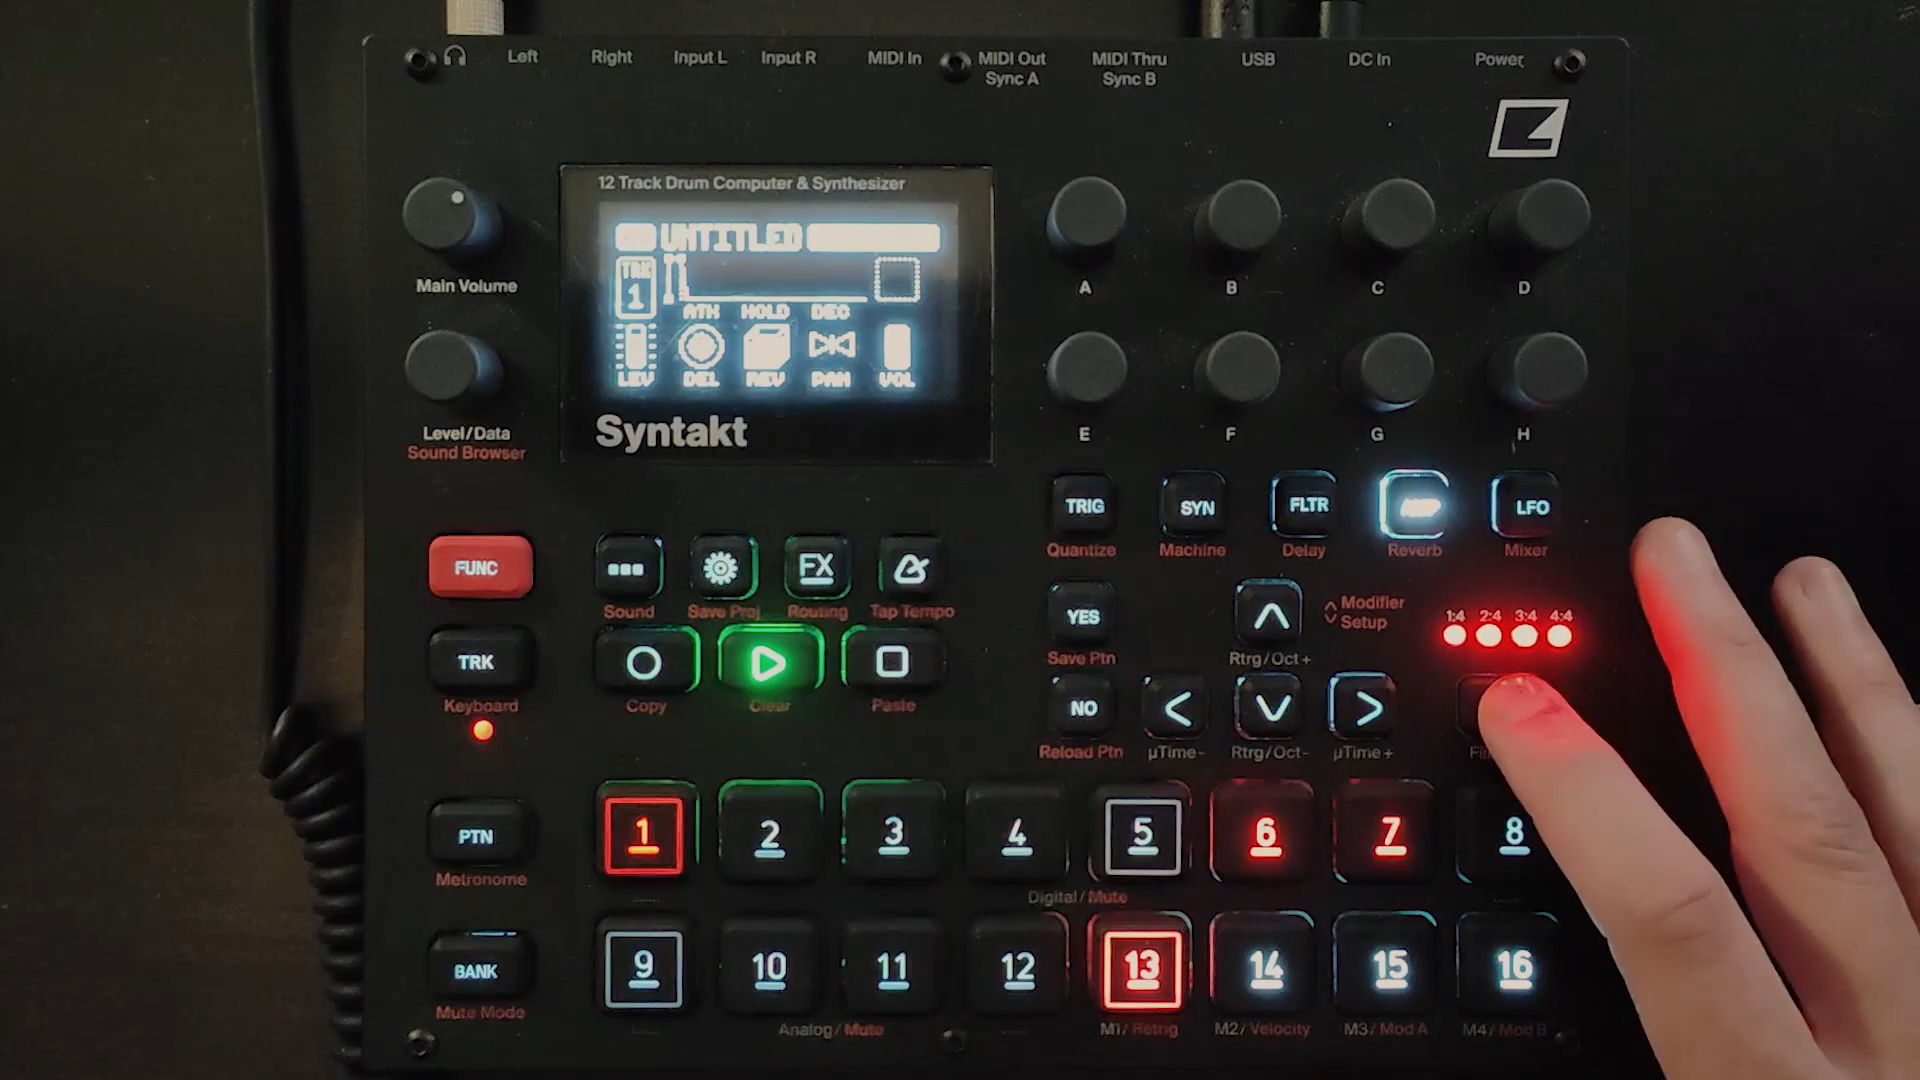 Left Right Input L Input R MIDI In MIDI Out MIDI Thru USB DC In Power
Sync A Sync B
12 Track Drum Computer & Synthesizer
UNTITLED
TRK
1
ATK HOLD DEC
LEV DEL REV PAN VOL
Syntakt
Main Volume
Level/Data
Sound Browser
A B C D
E F G H
TRIG SYN FLTR AMP LFO
Quantize Machine Delay Reverb Mixer
FUNC FX
Sound Save Proj Routing Tap Tempo
YES
Save Ptn
Rtrg/Oct+
Modifier
Setup
1:4 2:4 3:4 4:4
TRK
Keyboard
Copy Clear Paste
NO
Reload Ptn µTime- Rtrg/Oct- µTime+
PTN
Metronome
1 2 3 4 5 6 7 8
Digital/Mute
BANK
Mute Mode
9 10 11 12 13 14 15 16
Analog/Mute
M1/Retrig M2/Velocity M3/Mod A M4/Mod B